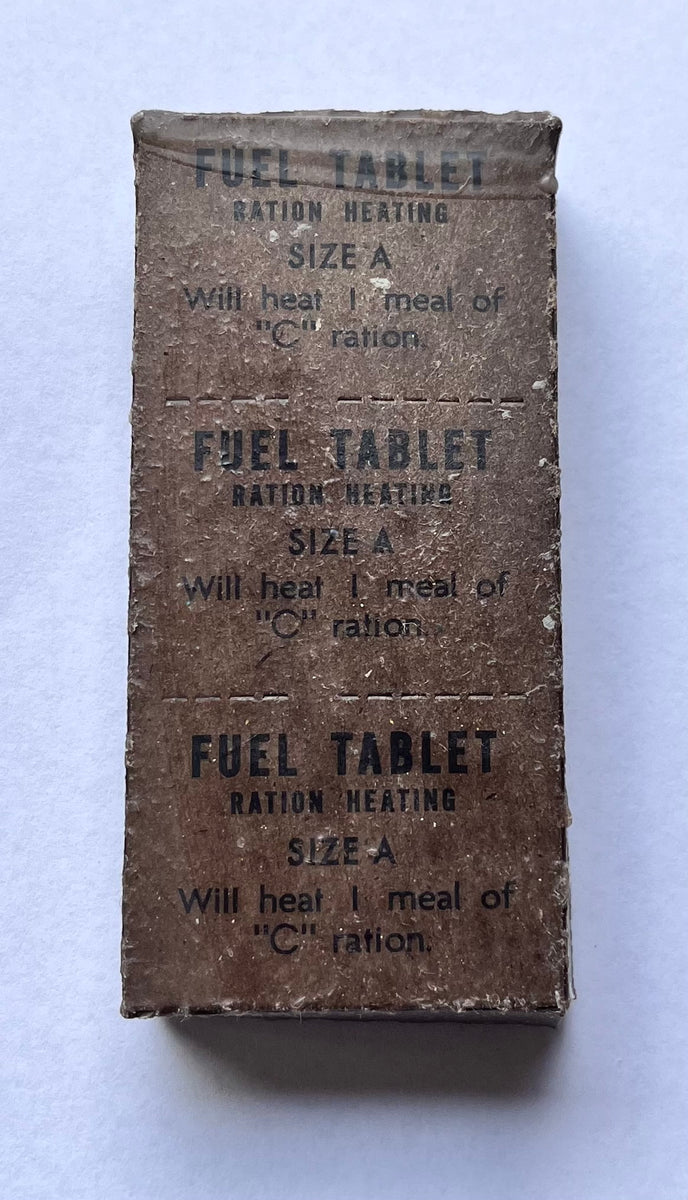 FUEL TABLET
RATION HEATING
SIZE A
Will heat 1 meal of
"C" ration.
FUEL TABLET
RATION HEATING
SIZE A
Will heat 1 meal of
"C" ration.
FUEL TABLET
RATION HEATING
SIZE A
Will heat 1 meal of
"C" ration.